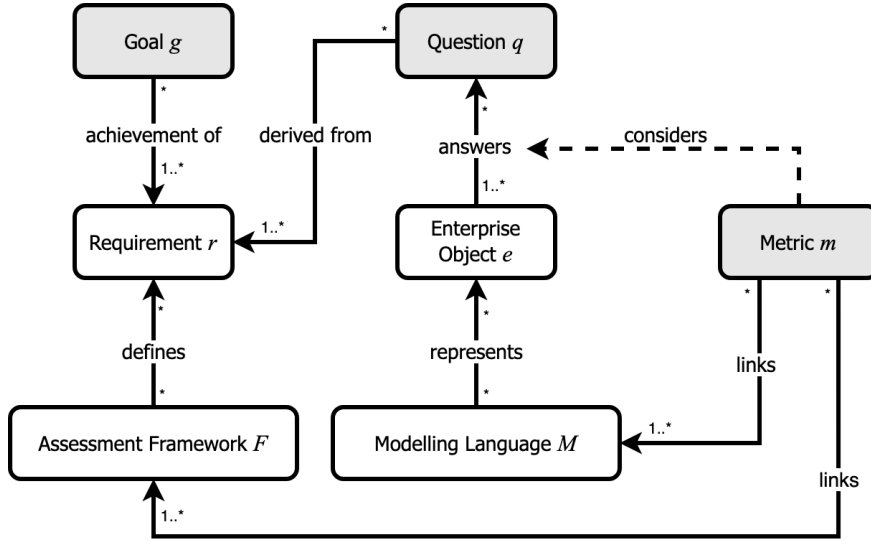 Goal g
Question q
*
*
*
achievement of
derived from
answers
considers
1..*
1..*
1..*
Requirement r
Enterprise
Object e
Metric m
*
*
*
*
defines
represents
links
*
*
1..*
Assessment Framework F
Modelling Language M
links
1..*